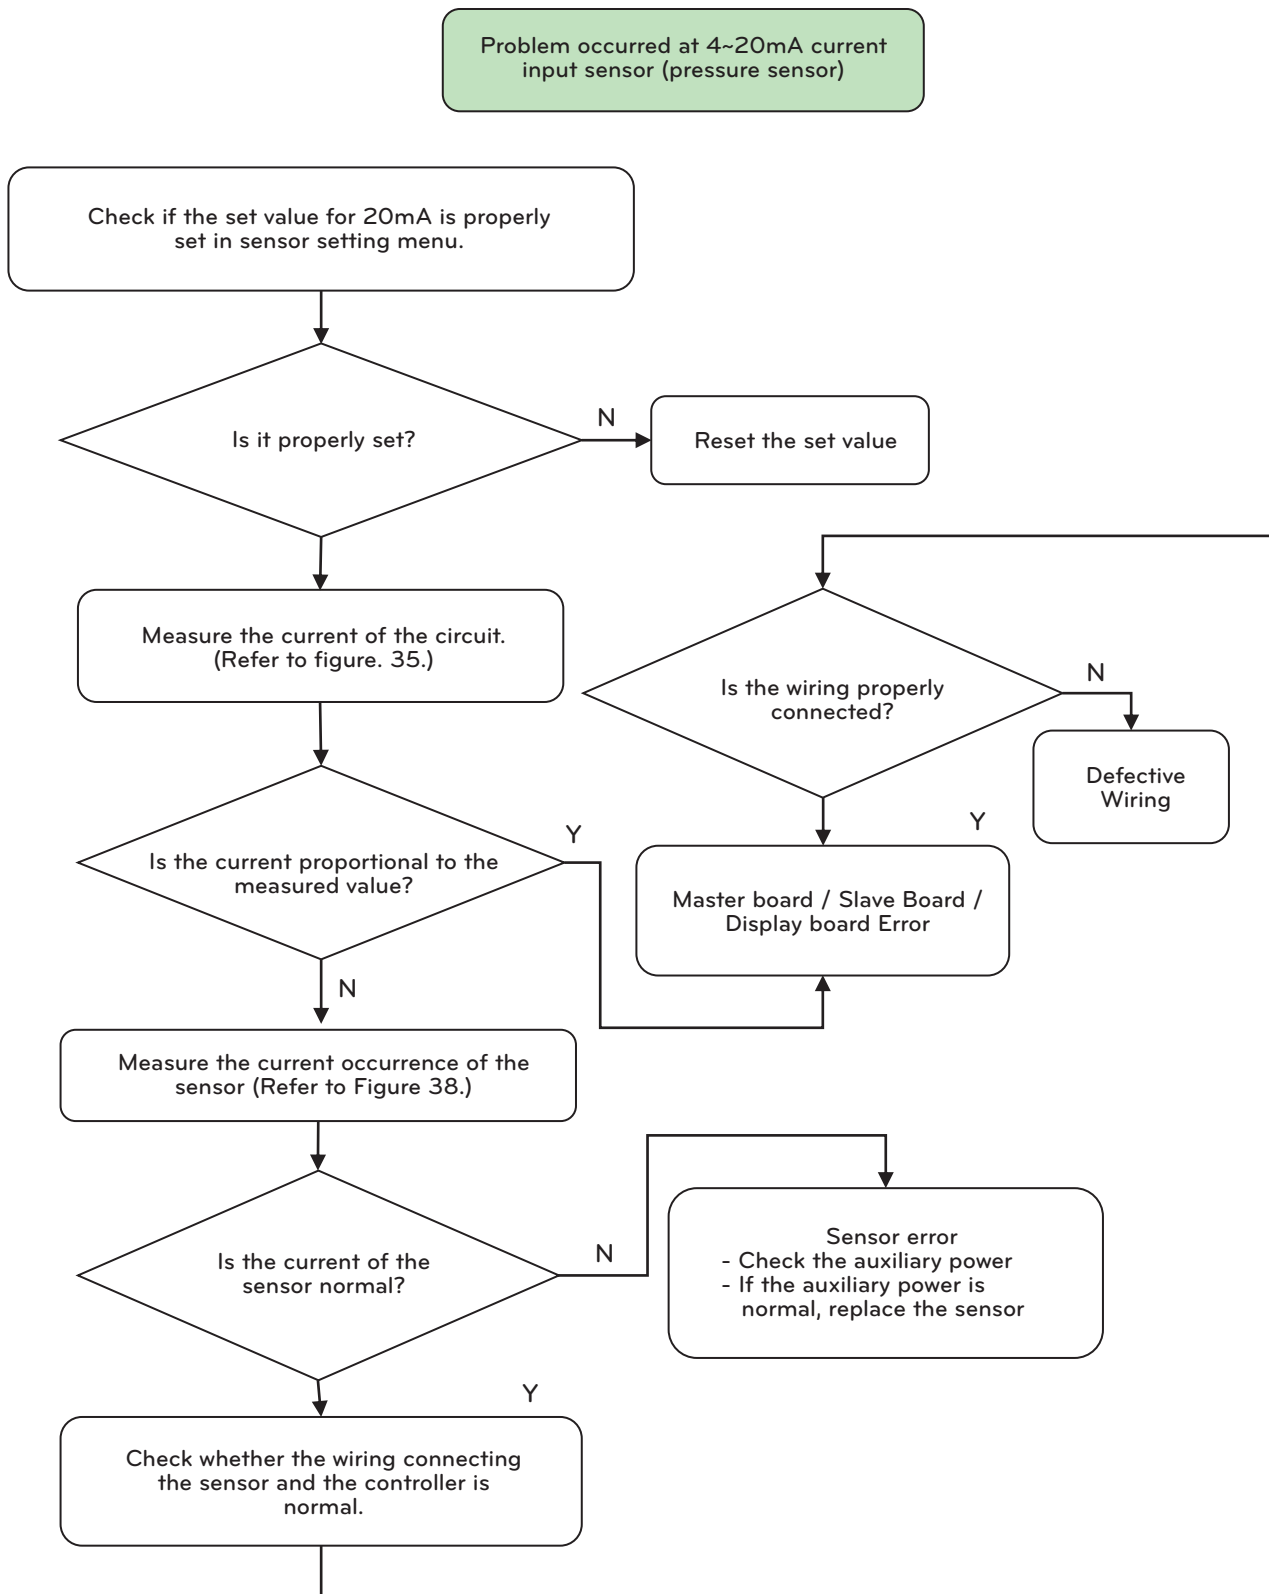 Problem occurred at 4~20mA current
input sensor (pressure sensor)
Check if the set value for 20mA is properly
set in sensor setting menu.
Is it properly set?
N
Reset the set value
Measure the current of the circuit.
(Refer to figure. 35.)
Is the wiring properly
connected?
N
Defective
Wiring
Is the current proportional to the
measured value?
Y
Y
Master board / Slave Board /
Display board Error
N
Measure the current occurrence of the
sensor (Refer to Figure 38.)
Is the current of the
sensor normal?
N
Sensor error
- Check the auxiliary power
- If the auxiliary power is
normal, replace the sensor
Y
Check whether the wiring connecting
the sensor and the controller is
normal.